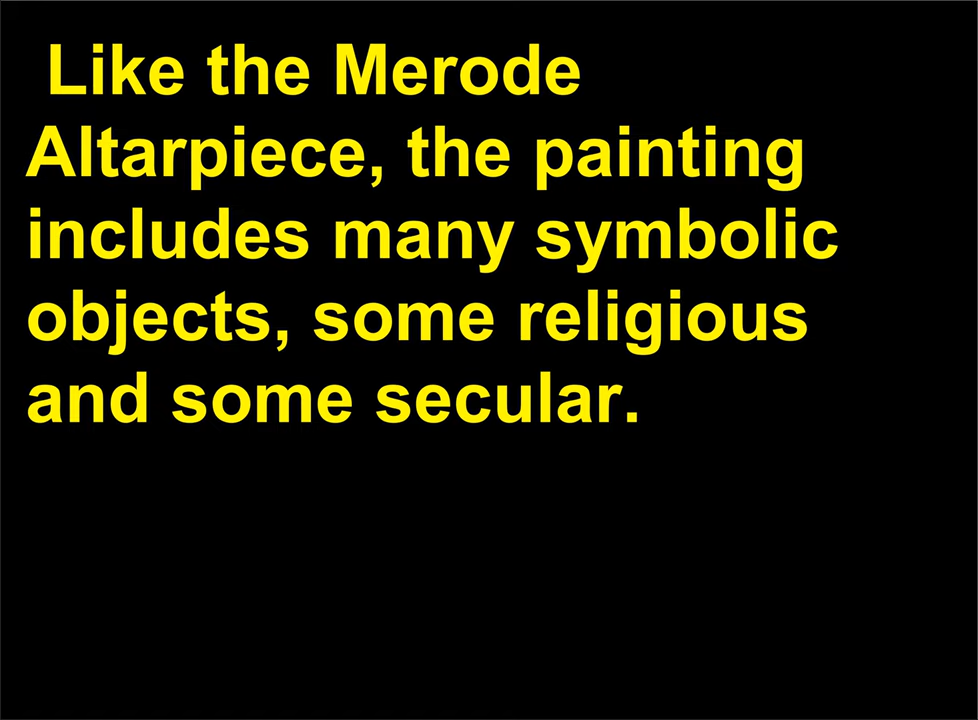 Like the Merode
Altarpiece, the painting
includes many symbolic
objects, some religious
and some secular.